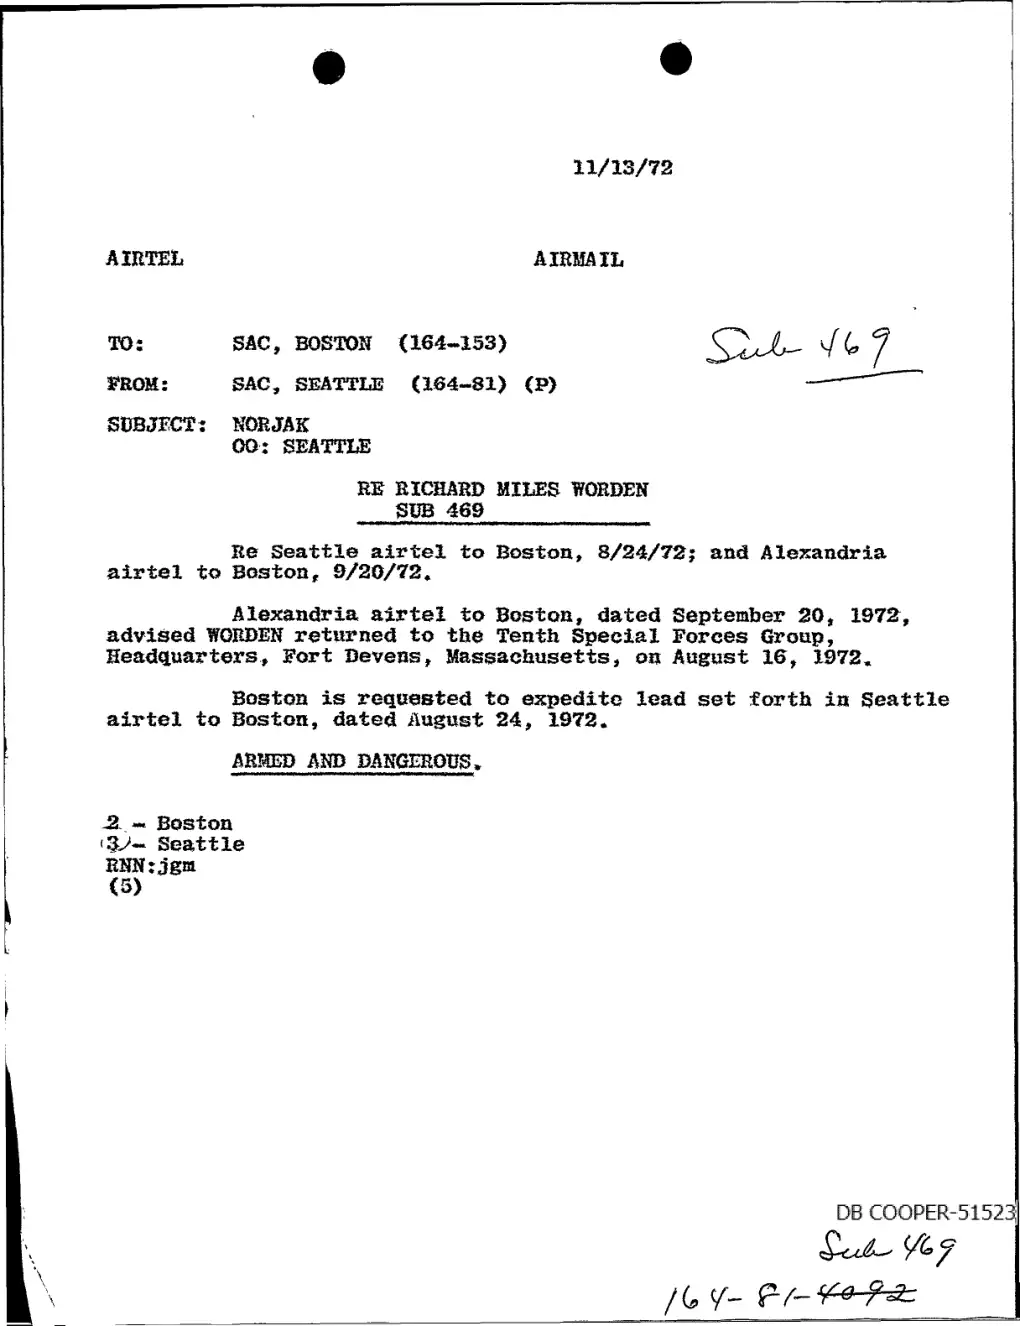 11/13/72
AIRTEL AIRMAIL
TO: SAC, BOSTON (164-153)
Sub 469
FROM: SAC, SEATTLE (164-81) (P)
SUBJECT: NORJAK
OO: SEATTLE
RE RICHARD MILES WORDEN
SUB 469
Re Seattle airtel to Boston, 8/24/72; and Alexandria
airtel to Boston, 9/20/72.
Alexandria airtel to Boston, dated September 20, 1972,
advised WORDEN returned to the Tenth Special Forces Group,
Headquarters, Fort Devens, Massachusetts, on August 16, 1972.
Boston is requested to expedite lead set forth in Seattle
airtel to Boston, dated August 24, 1972.
ARMED AND DANGEROUS.
2 - Boston
(3)- Seattle
RNN:jgm
(5)
DB COOPER-51523
Sub 469
164-81-4092